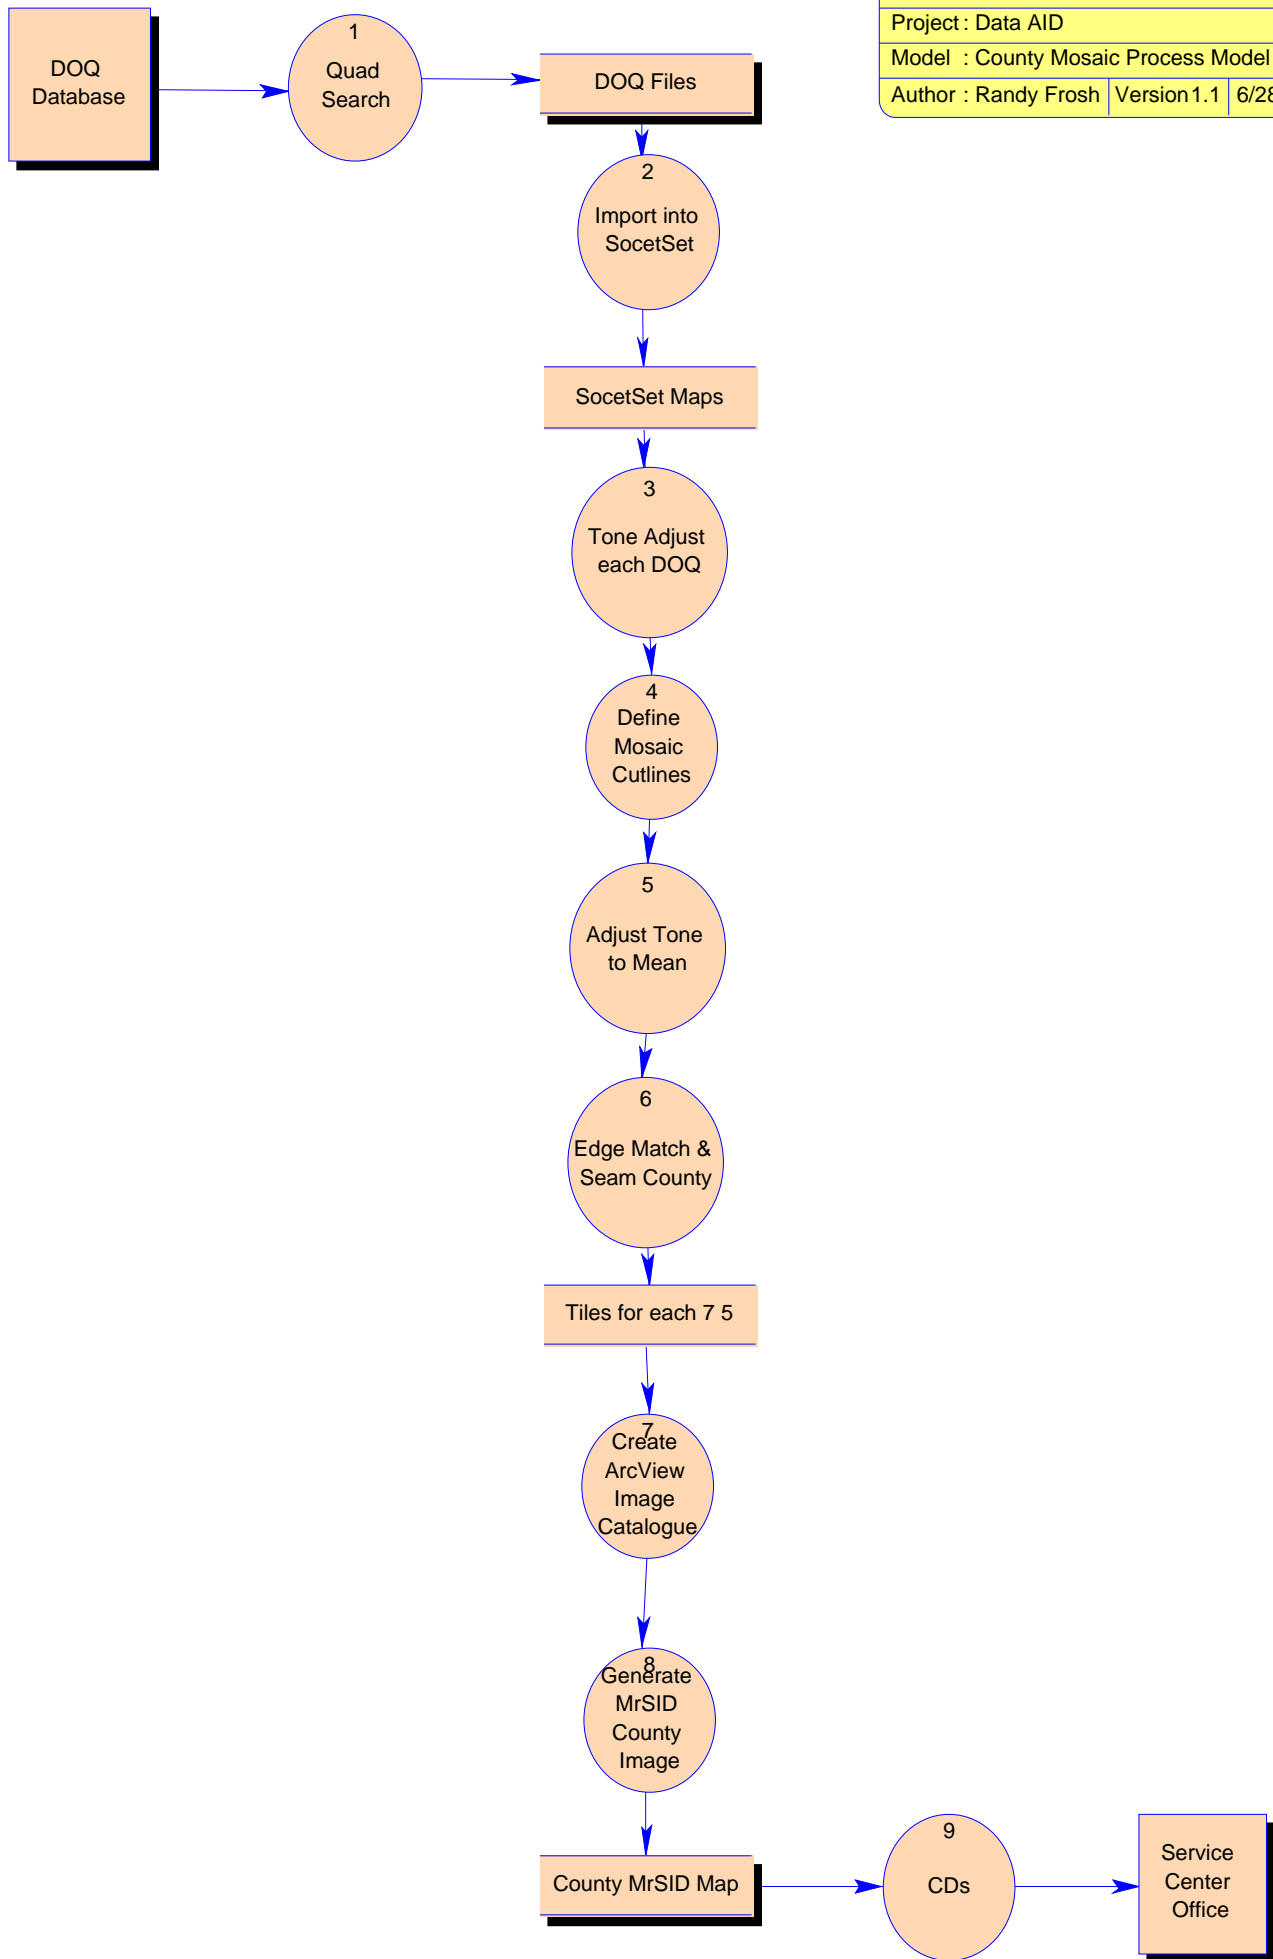 Project : Data AID
Model : County Mosaic Process Model
Author : Randy Frosh Version 1.1 6/28
DOQ
Database
1
Quad
Search
DOQ Files
2
Import into
SocetSet
SocetSet Maps
3
Tone Adjust
each DOQ
4
Define
Mosaic
Cutlines
5
Adjust Tone
to Mean
6
Edge Match &
Seam County
Tiles for each 7 5
7
Create
ArcView
Image
Catalogue
8
Generate
MrSID
County
Image
County MrSID Map
9
CDs
Service
Center
Office